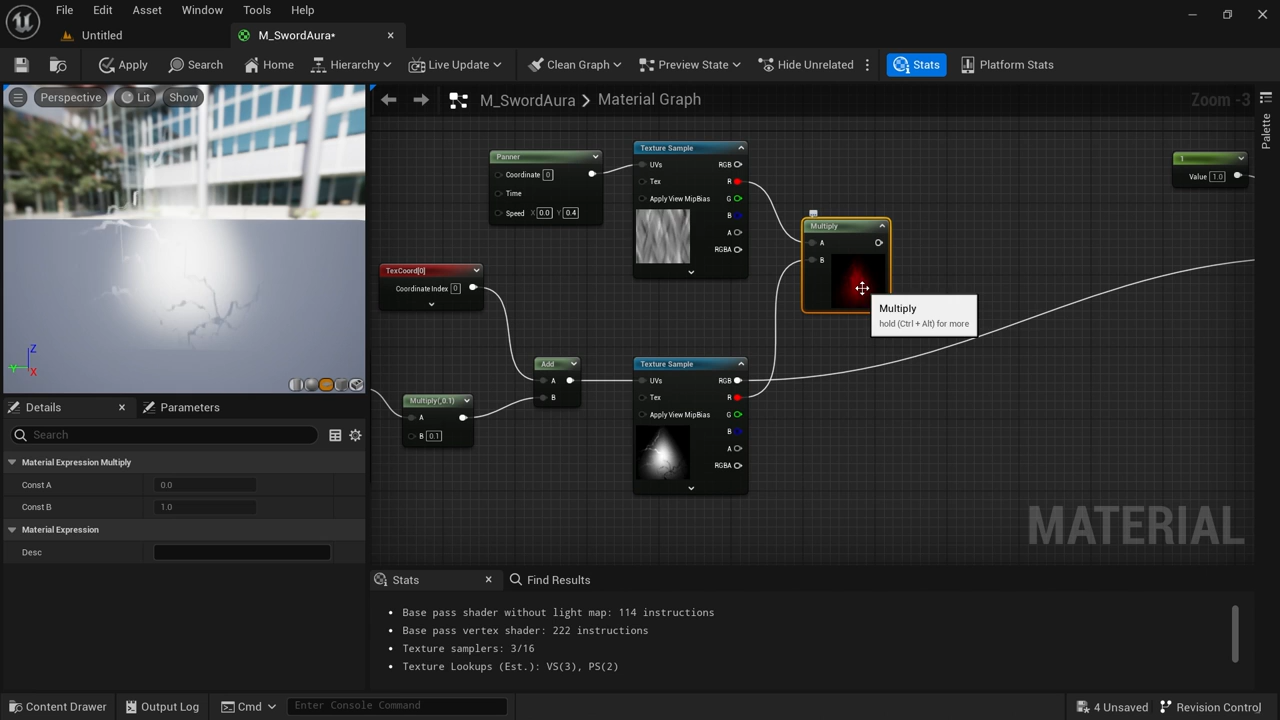 File Edit Asset Window Tools Help
Untitled
M_SwordAura*
Apply Search Home Hierarchy Live Update Clean Graph Preview State Hide Unrelated Stats Platform Stats
Perspective Lit Show
M_SwordAura Material Graph
Zoom -3
Palette
Panner
Coordinate 0
Time
Speed X 0.0 Y 0.4
Texture Sample
UVs RGB
Tex R
Apply View MipBias G
B
A
RGBA
1
Value 1.0
Multiply
A
B
Multiply
hold (Ctrl + Alt) for more
TexCoord[0]
Coordinate Index 0
Add
A
B
Multiply(,0.1)
A
B 0.1
Texture Sample
UVs RGB
Tex R
Apply View MipBias G
B
A
RGBA
MATERIAL
Z
Y
X
Details
Parameters
Search
Material Expression Multiply
Const A 0.0
Const B 1.0
Material Expression
Desc
Stats
Find Results
• Base pass shader without light map: 114 instructions
• Base pass vertex shader: 222 instructions
• Texture samplers: 3/16
• Texture Lookups (Est.): VS(3), PS(2)
Content Drawer Output Log Cmd Enter Console Command 4 Unsaved Revision Control